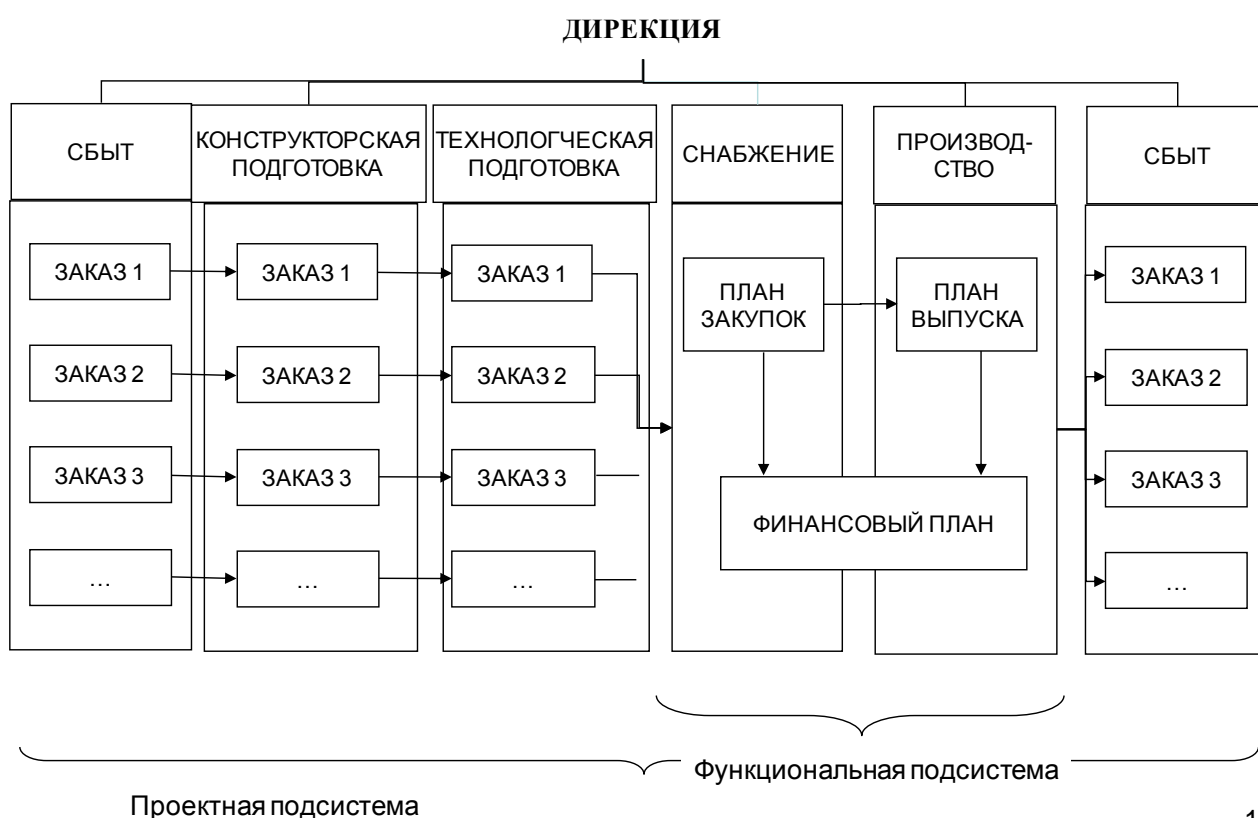 ДИРЕКЦИЯ
СБЫТ
КОНСТРУКТОРСКАЯ
ПОДГОТОВКА
ТЕХНОЛОГЧЕСКАЯ
ПОДГОТОВКА
СНАБЖЕНИЕ
ПРОИЗВОД-
СТВО
СБЫТ
ЗАКАЗ 1
ЗАКАЗ 2
ЗАКАЗ 3
...
ЗАКАЗ 1
ЗАКАЗ 2
ЗАКАЗ 3
...
ЗАКАЗ 1
ЗАКАЗ 2
ЗАКАЗ 3
...
ПЛАН
ЗАКУПОК
ПЛАН
ВЫПУСКА
ФИНАНСОВЫЙ ПЛАН
ЗАКАЗ 1
ЗАКАЗ 2
ЗАКАЗ 3
...
Функциональная подсистема
Проектная подсистема
1